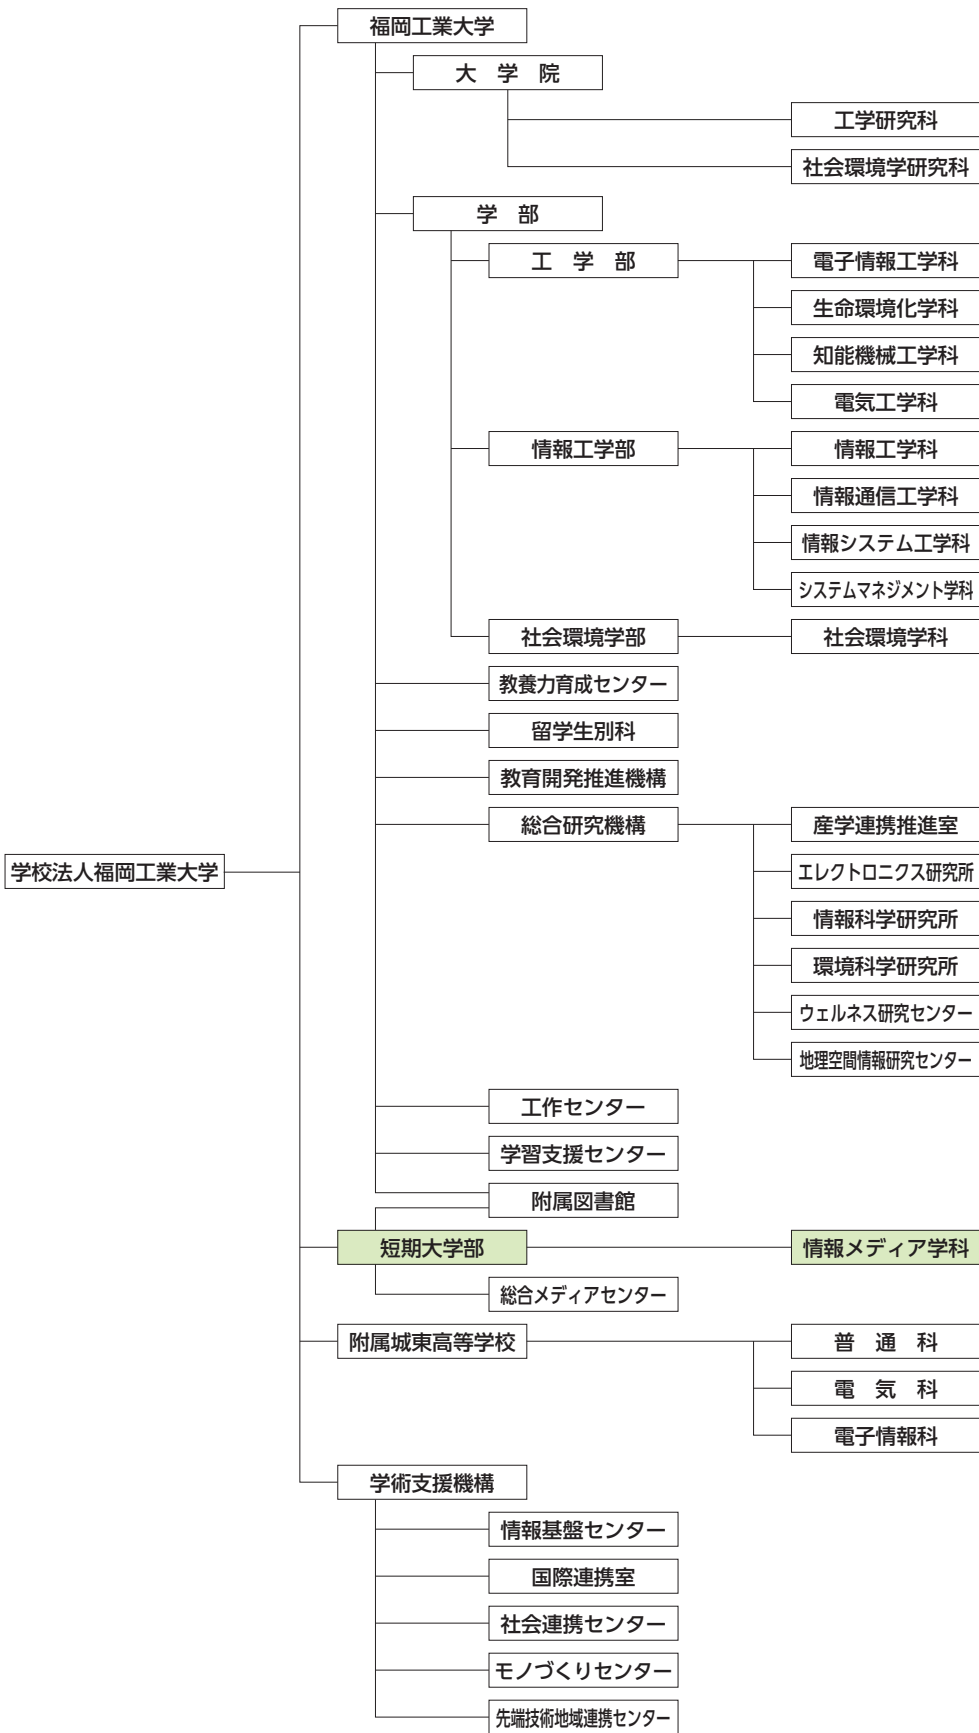 福岡工業大学
大 学 院
工学研究科
社会環境学研究科
学 部
工 学 部
電子情報工学科
生命環境化学科
知能機械工学科
電気工学科
情報工学部
情報工学科
情報通信工学科
情報システム工学科
システムマネジメント学科
社会環境学部
社会環境学科
教養力育成センター
留学生別科
教育開発推進機構
総合研究機構
産学連携推進室
学校法人福岡工業大学
エレクトロニクス研究所
情報科学研究所
環境科学研究所
ウェルネス研究センター
地理空間情報研究センター
工作センター
学習支援センター
附属図書館
短期大学部
情報メディア学科
総合メディアセンター
附属城東高等学校
普 通 科
電 気 科
電子情報科
学術支援機構
情報基盤センター
国際連携室
社会連携センター
モノづくりセンター
先端技術地域連携センター